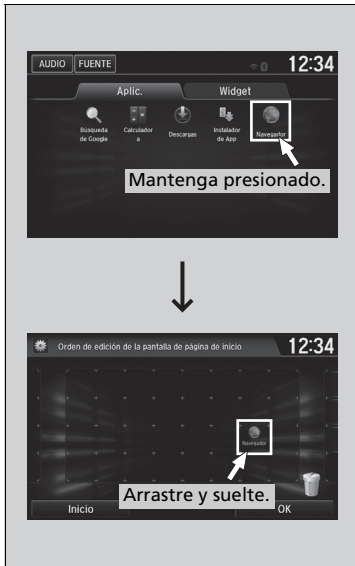 AUDIO FUENTE 12:34
Aplic. Widget
Búsqueda de Google
Calculador a
Descargas
Instalador de App
Navegador
Mantenga presionado.
Orden de edición de la pantalla de página de inicio 12:34
Navegador
Arrastre y suelte.
Inicio OK